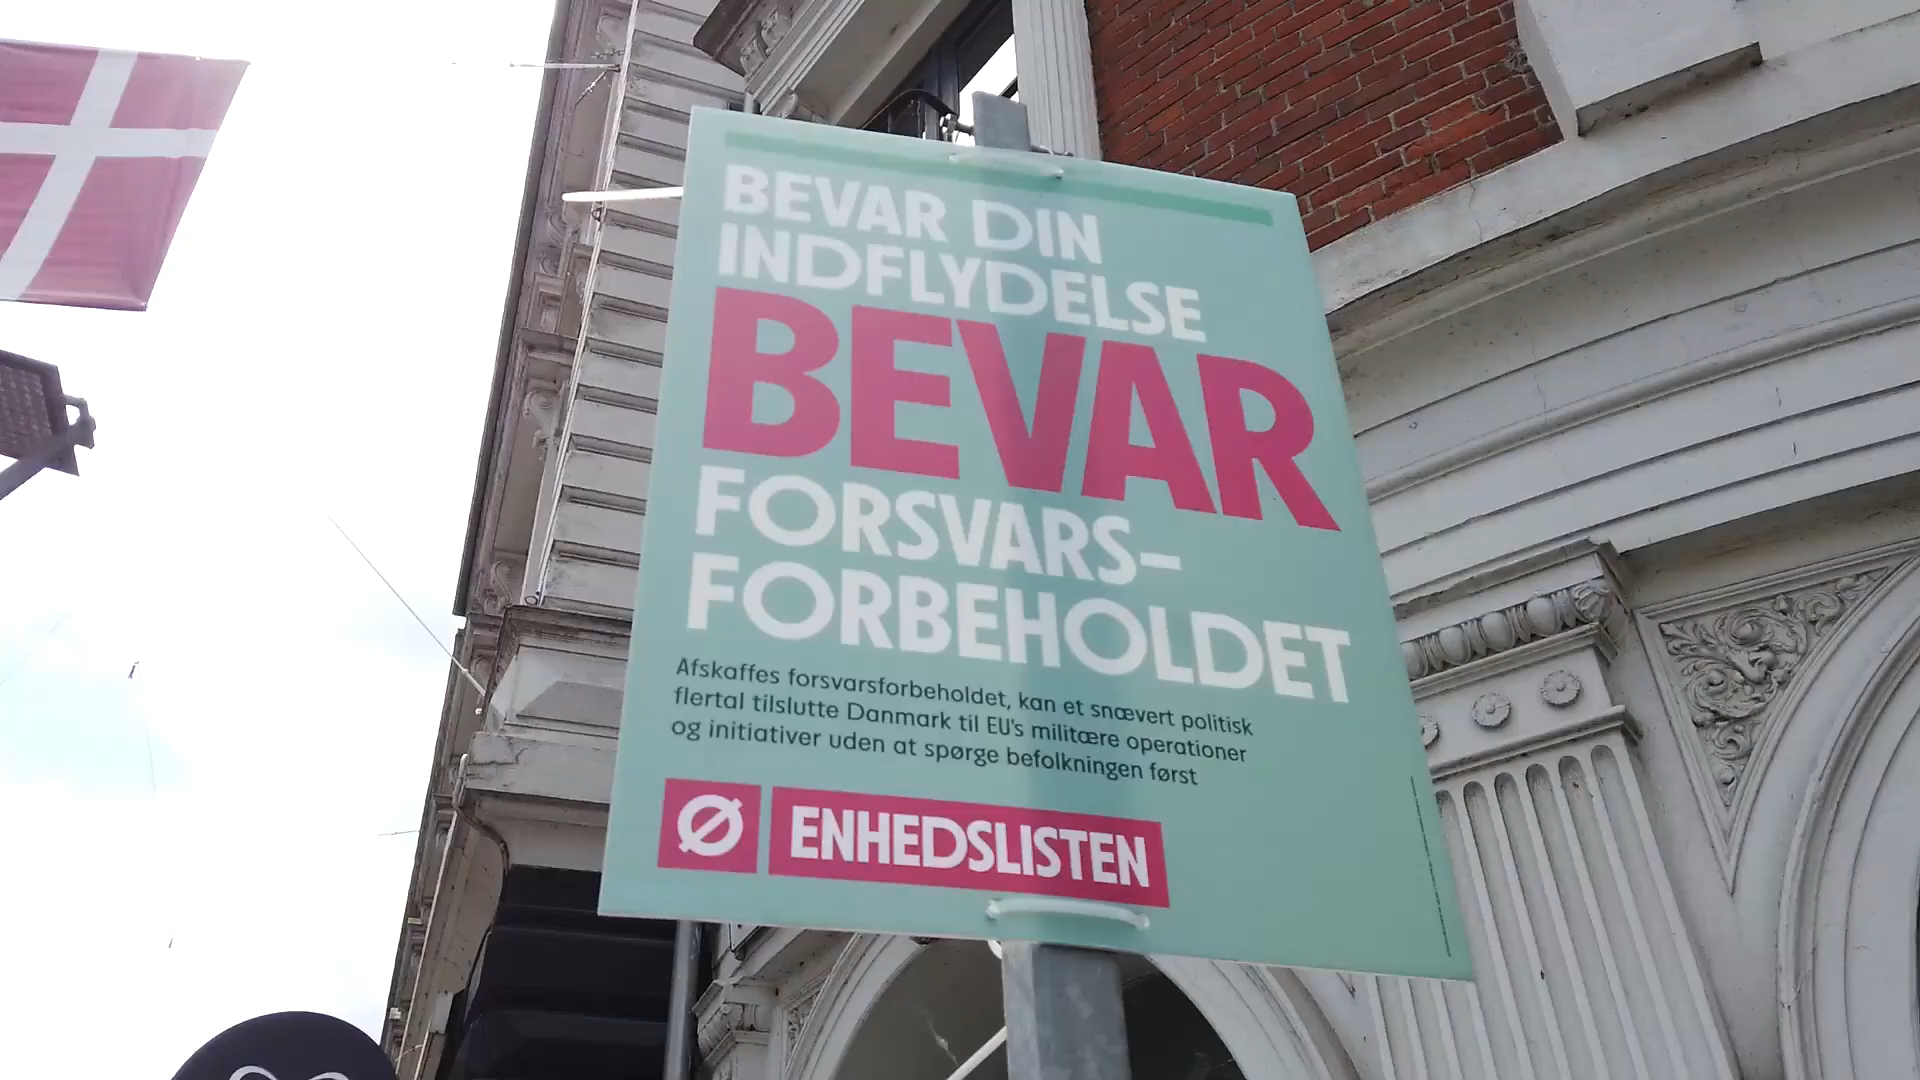 BEVAR DIN
INDFLYDELSE
BEVAR
FORSVARS-
FORBEHOLDET
Afskaffes forsvarsforbeholdet, kan et snævert politisk
flertal tilslutte Danmark til EU's militære operationer
og initiativer uden at spørge befolkningen først
Ø ENHEDSLISTEN